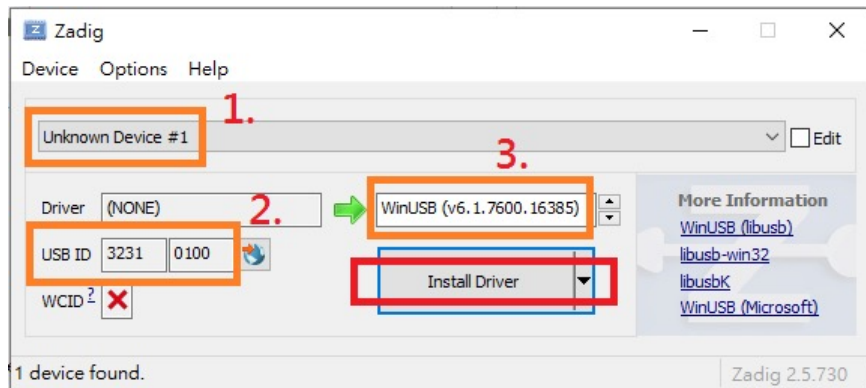 Zadig
Device Options Help
1.
Unknown Device #1
Edit
3.
Driver (NONE)
WinUSB (v6.1.7600.16385)
2.
USB ID 3231 0100
WCID ?
Install Driver
More Information
WinUSB (libusb)
libusb-win32
libusbK
WinUSB (Microsoft)
1 device found.
Zadig 2.5.730